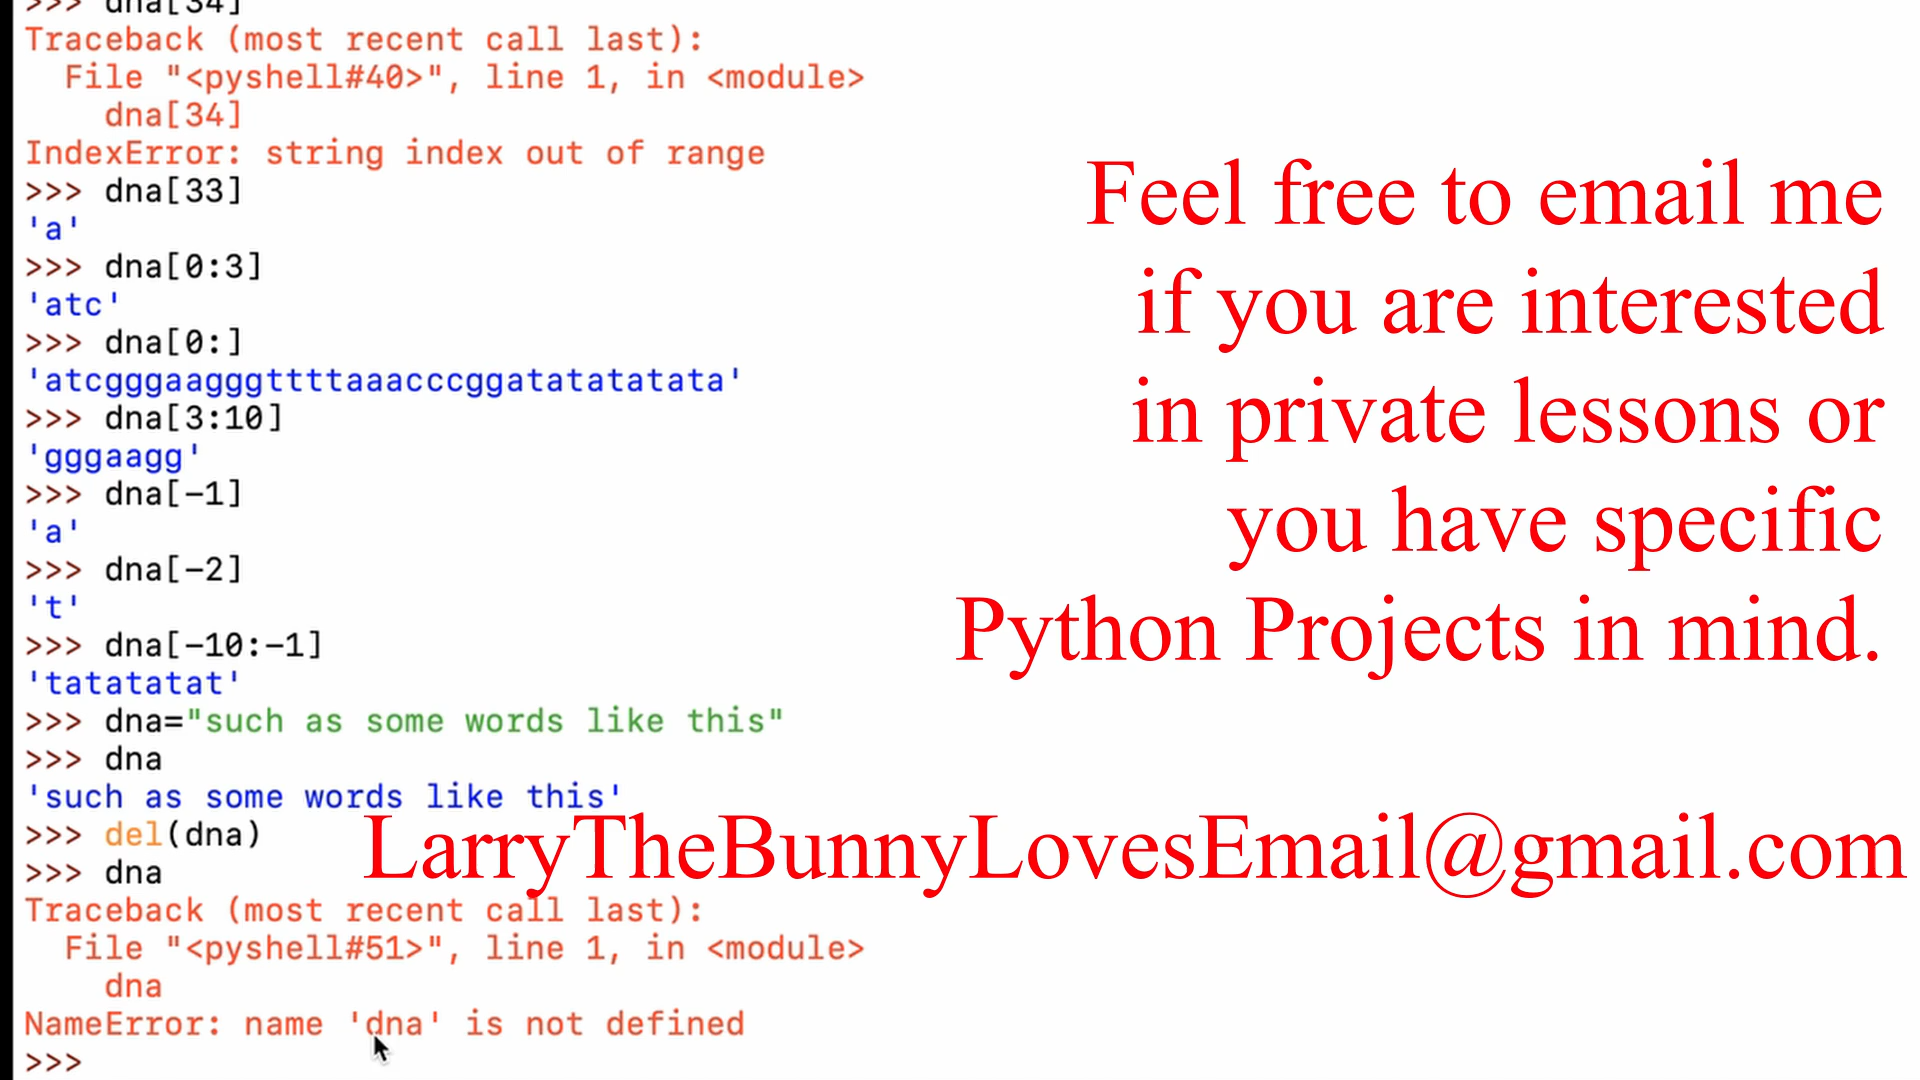 >>> dna[34]
Traceback (most recent call last):
  File "<pyshell#40>", line 1, in <module>
    dna[34]
IndexError: string index out of range
>>> dna[33]
'a'
>>> dna[0:3]
'atc'
>>> dna[0:]
'atcgggaagggttttaaacccggatatatatata'
>>> dna[3:10]
'gggaagg'
>>> dna[-1]
'a'
>>> dna[-2]
't'
>>> dna[-10:-1]
'tatatatat'
>>> dna="such as some words like this"
>>> dna
'such as some words like this'
>>> del(dna)
>>> dna
Traceback (most recent call last):
  File "<pyshell#51>", line 1, in <module>
    dna
NameError: name 'dna' is not defined
>>>
Feel free to email me
if you are interested
in private lessons or
you have specific
Python Projects in mind.
LarryTheBunnyLovesEmail@gmail.com